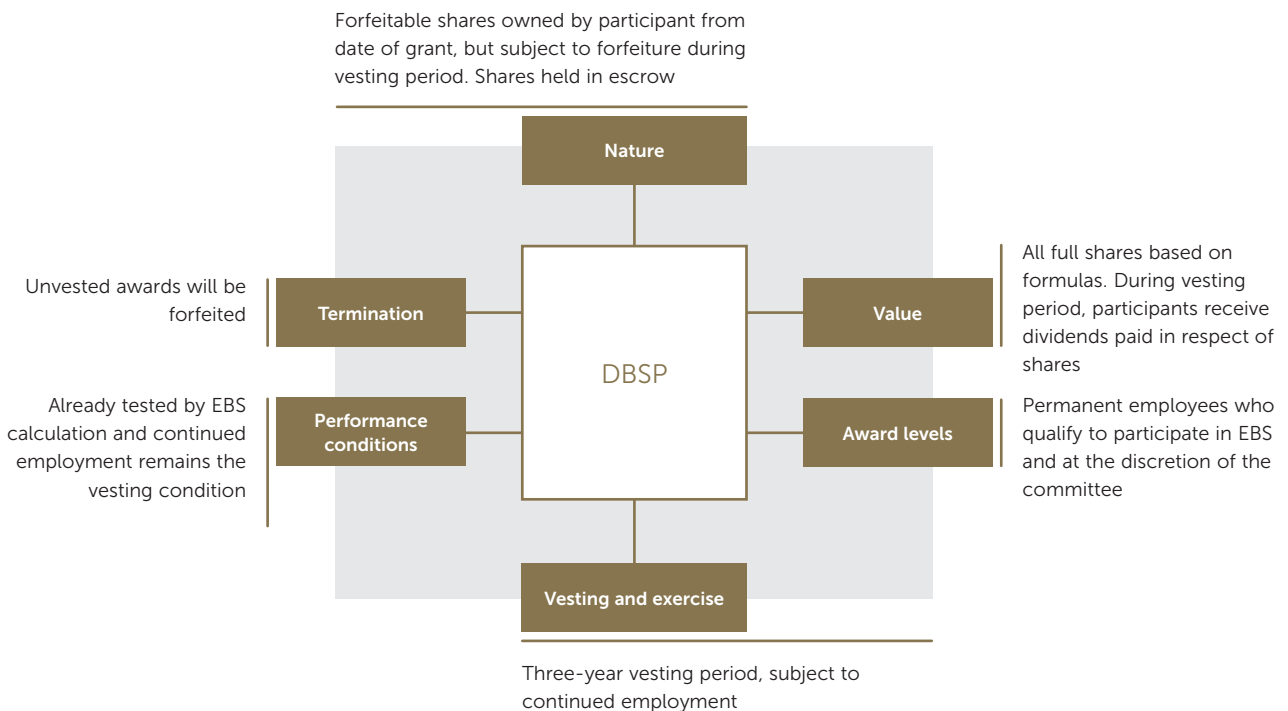 Forfeitable shares owned by participant from
date of grant, but subject to forfeiture during
vesting period. Shares held in escrow
Nature
Unvested awards will be
forfeited
Termination
DBSP
Value
All full shares based on
formulas. During vesting
period, participants receive
dividends paid in respect of
shares
Already tested by EBS
calculation and continued
employment remains the
vesting condition
Performance
conditions
Award levels
Permanent employees who
qualify to participate in EBS
and at the discretion of the
committee
Vesting and exercise
Three-year vesting period, subject to
continued employment